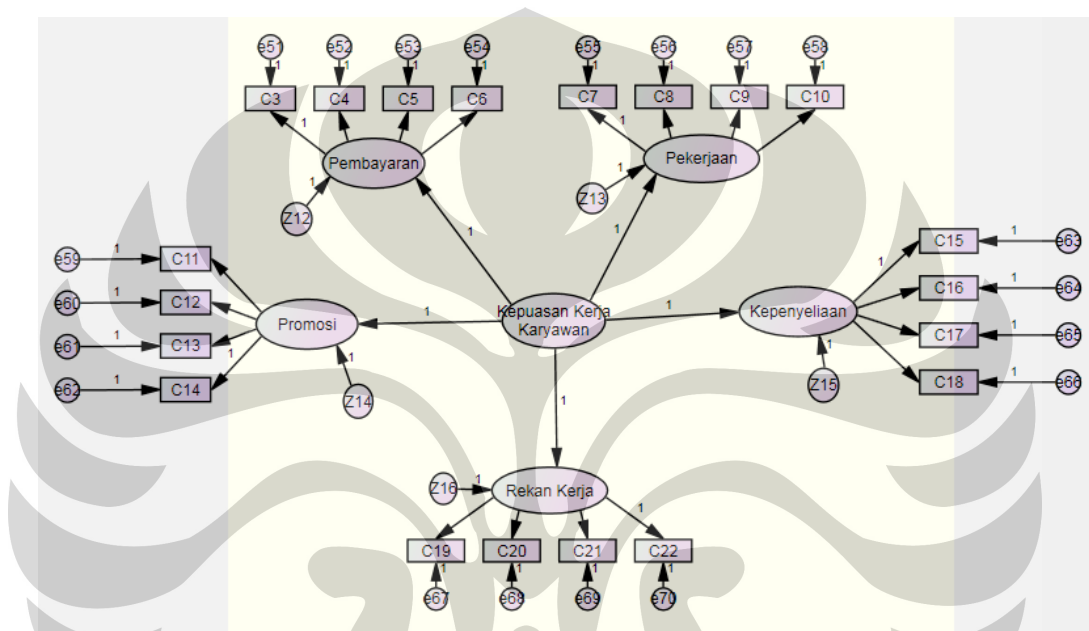 e51 e52 e53 e54 e55 e56 e57 e58
1 1 1 1 1 1 1 1
C3 C4 C5 C6 C7 C8 C9 C10
1 1
Pembayaran Pekerjaan
1 1
Z12 Z13
1 1
e59 1 C11 C15 1 e63
e60 1 C12 1 C16 1 e64
Promosi 1 Kepuasan Kerja 1 Kepenyeliaan
Karyawan
e61 1 C13 C17 1 e65
1 1 1
e62 1 C14 C18 1 e66
Z14 Z15
1
Z16 1 Rekan Kerja
1
C19 C20 C21 C22
1 1 1 1
e67 e68 e69 e70